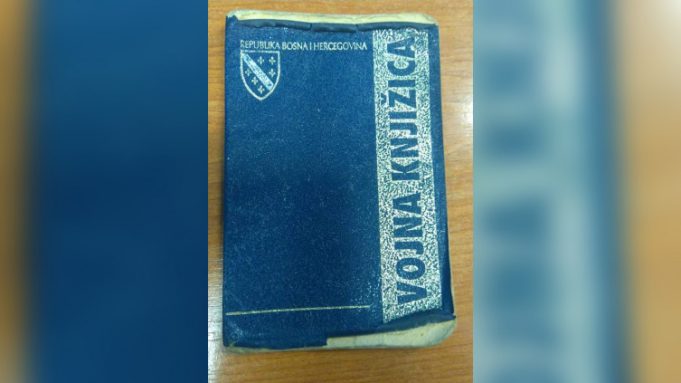 REPUBLIKA BOSNA I HERCEGOVINA
VOJNA KNJIŽICA